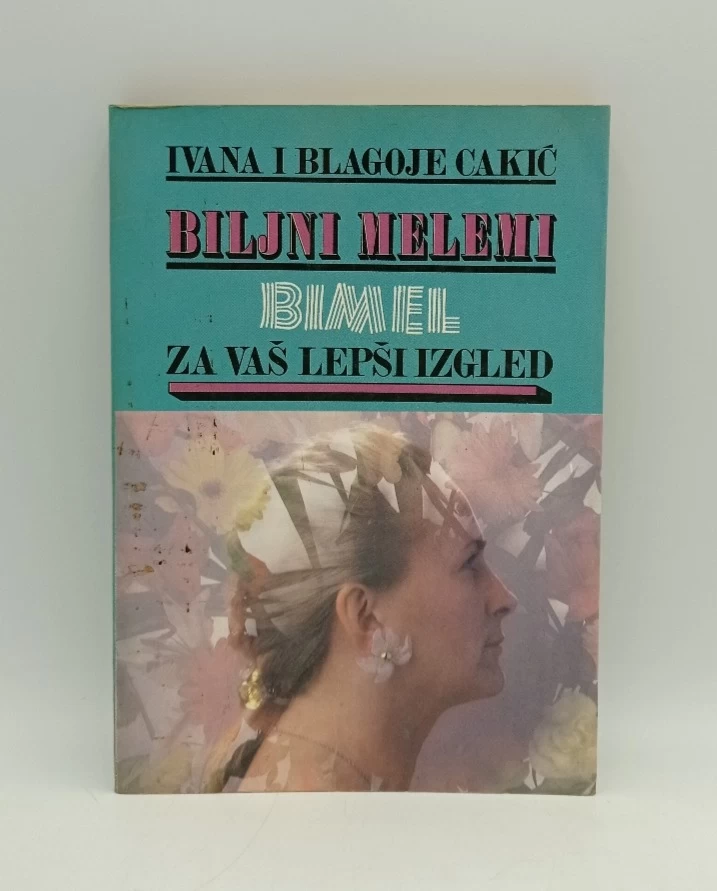 IVANA I BLAGOJE CAKIĆ
BILJNI MELEMI
BIMEL
ZA VAŠ LEPŠI IZGLED